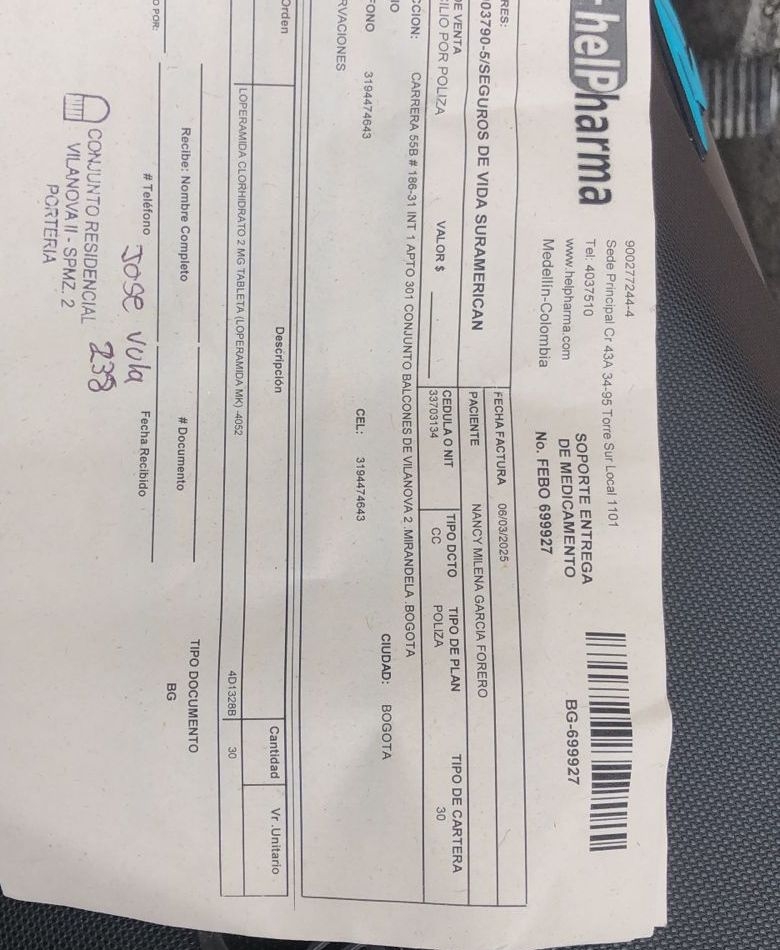 helPharma
900277244-4
Sede Principal Cr 43A 34-95 Torre Sur Local 1101
Tel: 4037510
www.helpharma.com
Medellin-Colombia
SOPORTE ENTREGA
DE MEDICAMENTO
No. FEBO 699927
BG-699927
RES:
03790-5/SEGUROS DE VIDA SURAMERICAN
FECHA FACTURA 06/03/2025
PACIENTE NANCY MILENA GARCIA FORERO
DE VENTA
CILIO POR POLIZA
VALOR $
CEDULA O NIT
33703134
TIPO DCTO
CC
TIPO DE PLAN
POLIZA
TIPO DE CARTERA
30
CCION: CARRERA 55B # 186-31 INT 1 APTO 301 CONJUNTO BALCONES DE VILANOVA 2 .MIRANDELA .BOGOTA
IO
CIUDAD: BOGOTA
FONO 3194474643 CEL: 3194474643
RVACIONES
Orden Descripción Cantidad Vr .Unitario
LOPERAMIDA CLORHIDRATO 2 MG TABLETA (LOPERAMIDA MK) -4052 4D1328B 30
Recibe: Nombre Completo # Documento TIPO DOCUMENTO
BG
O POR: # Teléfono Fecha Recibido
Jose vula
238
CONJUNTO RESIDENCIAL
VILANOVA II - SPMZ. 2
PORTERIA